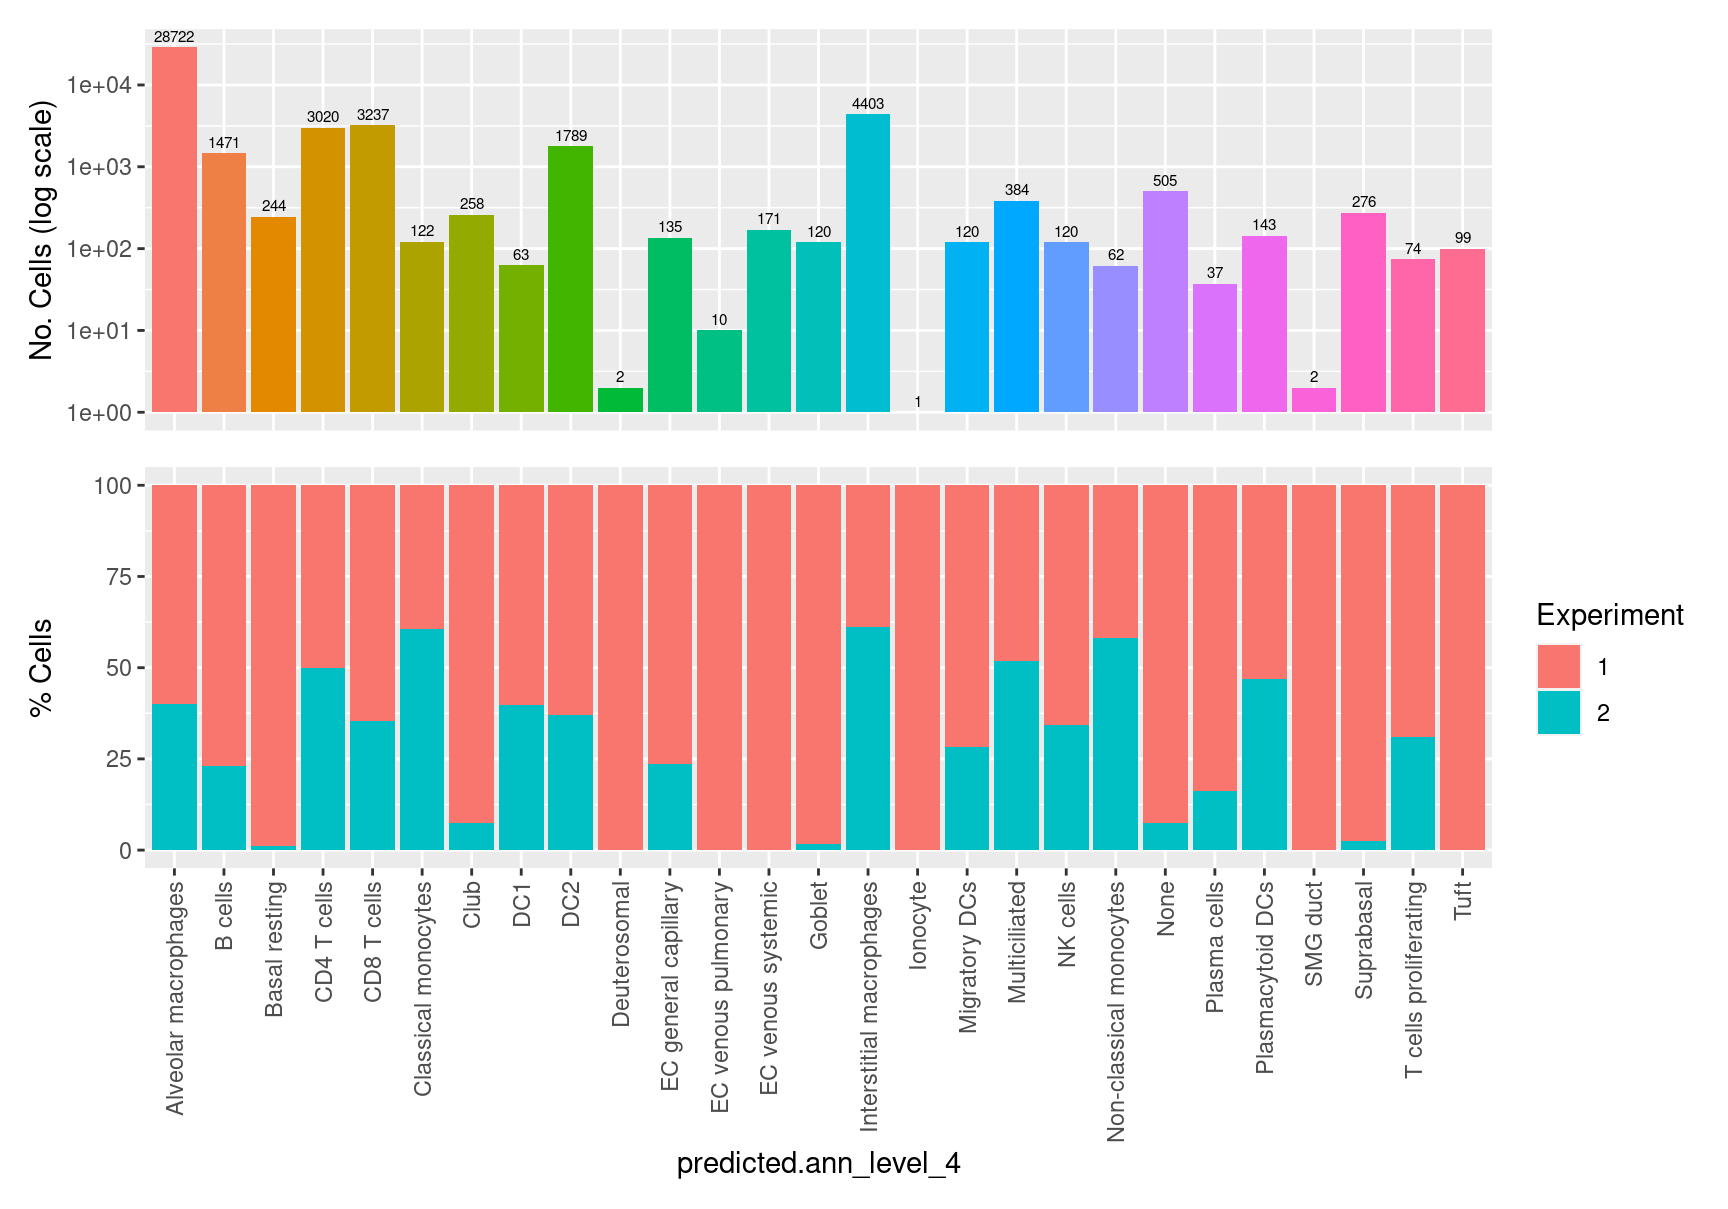 No. Cells (log scale)
1e+04
1e+03
1e+02
1e+01
1e+00
28722
1471
244
3020
3237
122
258
63
1789
2
135
10
171
120
4403
1
120
384
120
62
505
37
143
2
276
74
99
% Cells
100
75
50
25
0
Alveolar macrophages
B cells
Basal resting
CD4 T cells
CD8 T cells
Classical monocytes
Club
DC1
DC2
Deuterosomal
EC general capillary
EC venous pulmonary
EC venous systemic
Goblet
Interstitial macrophages
Ionocyte
Migratory DCs
Multiciliated
NK cells
Non-classical monocytes
None
Plasma cells
Plasmacytoid DCs
SMG duct
Suprabasal
T cells proliferating
Tuft
predicted.ann_level_4
Experiment
1
2